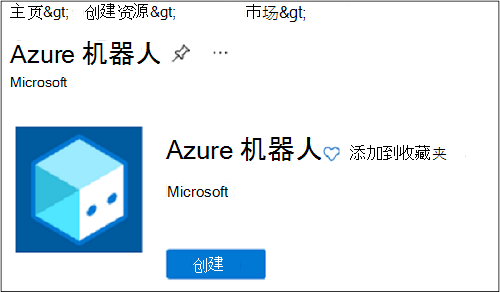 主页&gt; 创建资源&gt; 市场&gt;
Azure 机器人 ...
Microsoft
Azure 机器人 添加到收藏夹
Microsoft
创建